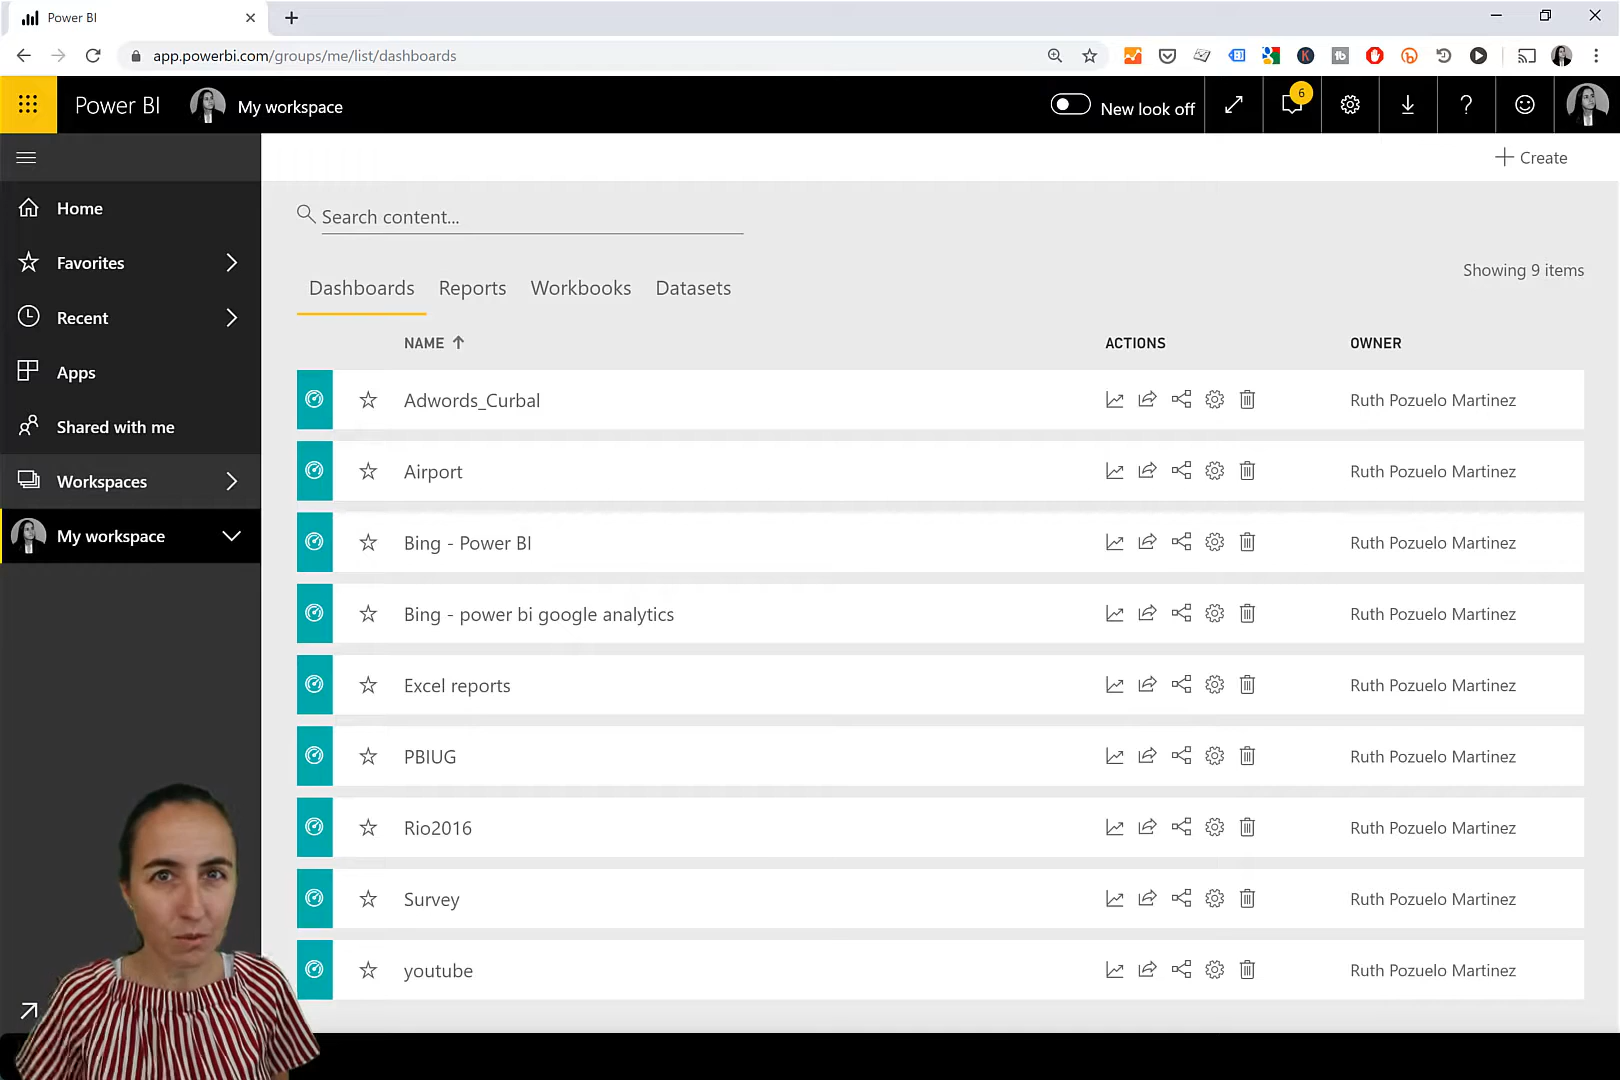 Power BI
app.powerbi.com/groups/me/list/dashboards
Power BI My workspace New look off 6
Create
Home
Favorites
Recent
Apps
Shared with me
Workspaces
My workspace
Search content...
Showing 9 items
Dashboards Reports Workbooks Datasets
NAME ACTIONS OWNER
Adwords_Curbal Ruth Pozuelo Martinez
Airport Ruth Pozuelo Martinez
Bing - Power BI Ruth Pozuelo Martinez
Bing - power bi google analytics Ruth Pozuelo Martinez
Excel reports Ruth Pozuelo Martinez
PBIUG Ruth Pozuelo Martinez
Rio2016 Ruth Pozuelo Martinez
Survey Ruth Pozuelo Martinez
youtube Ruth Pozuelo Martinez